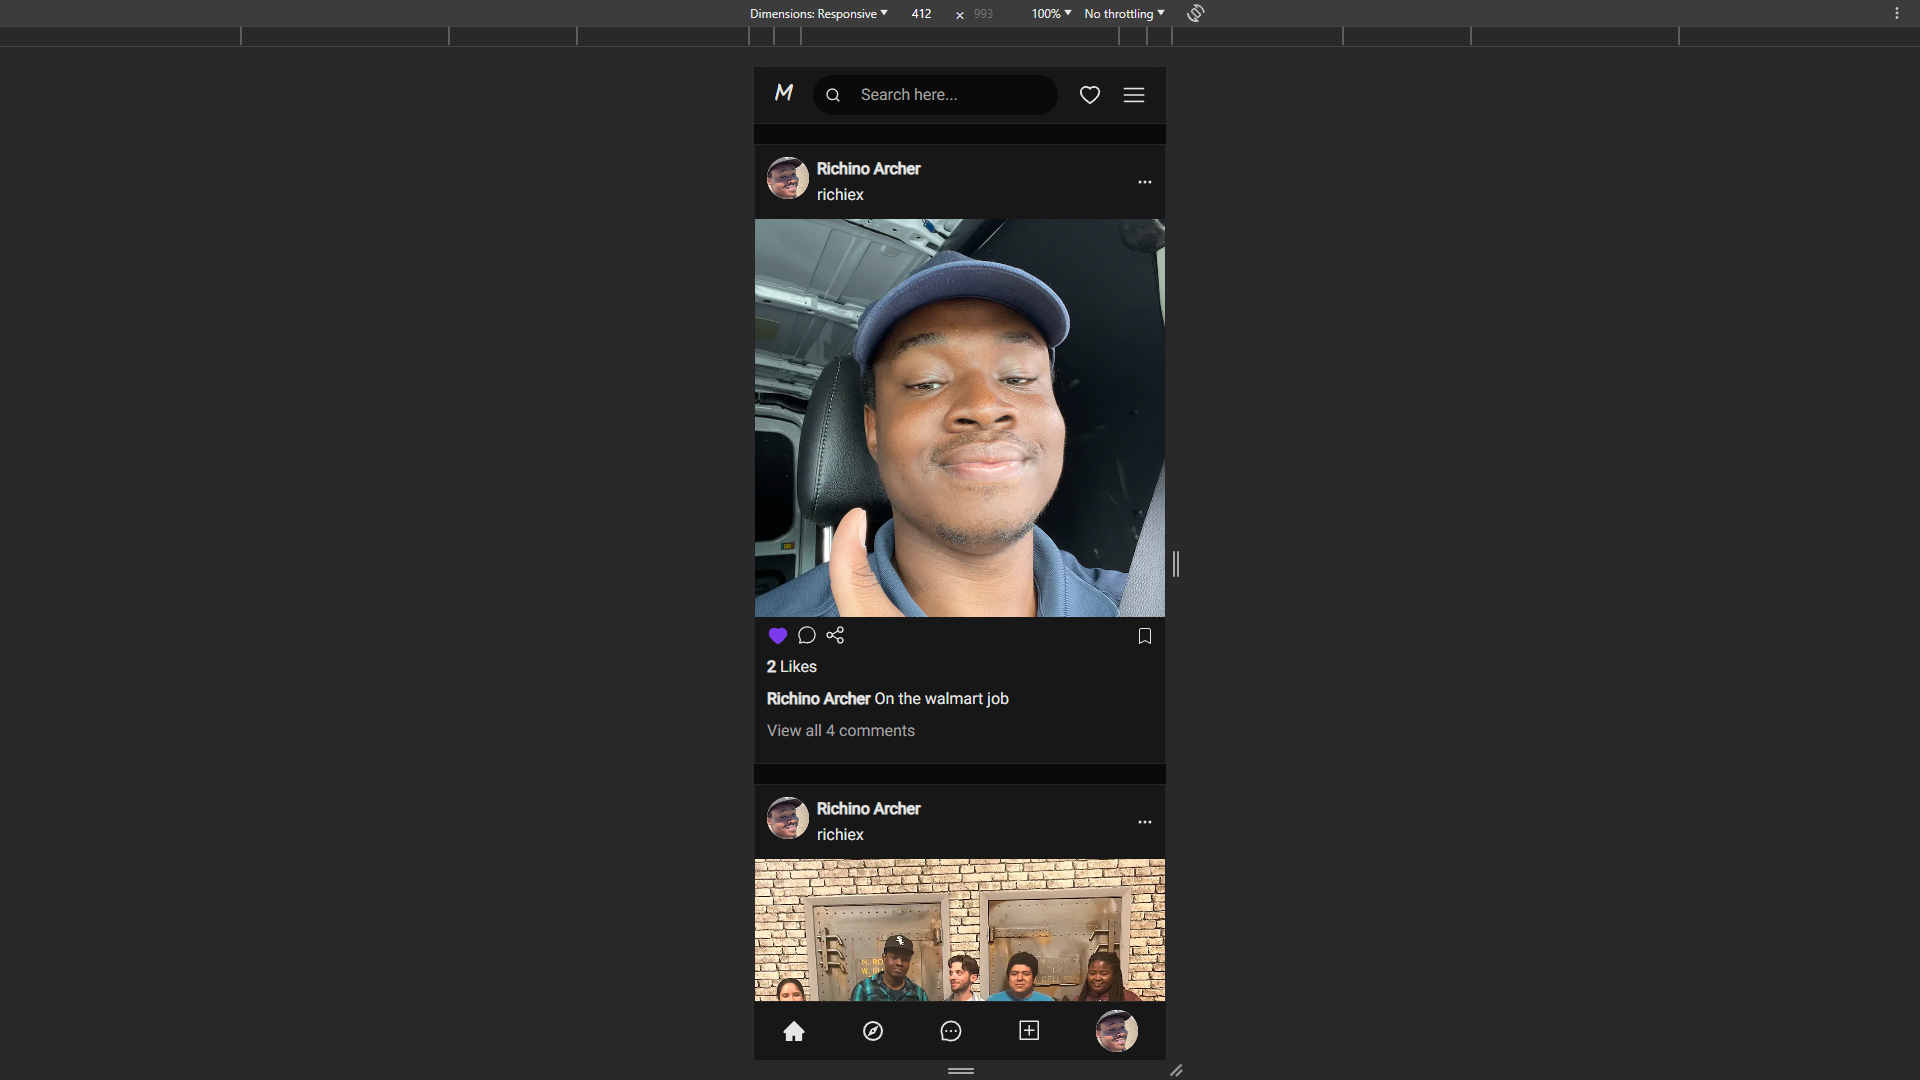 Dimensions: Responsive 412 × 993 100% No throttling
M Search here...
Richino Archer
richiex
2 Likes
Richino Archer On the walmart job
View all 4 comments
Richino Archer
richiex